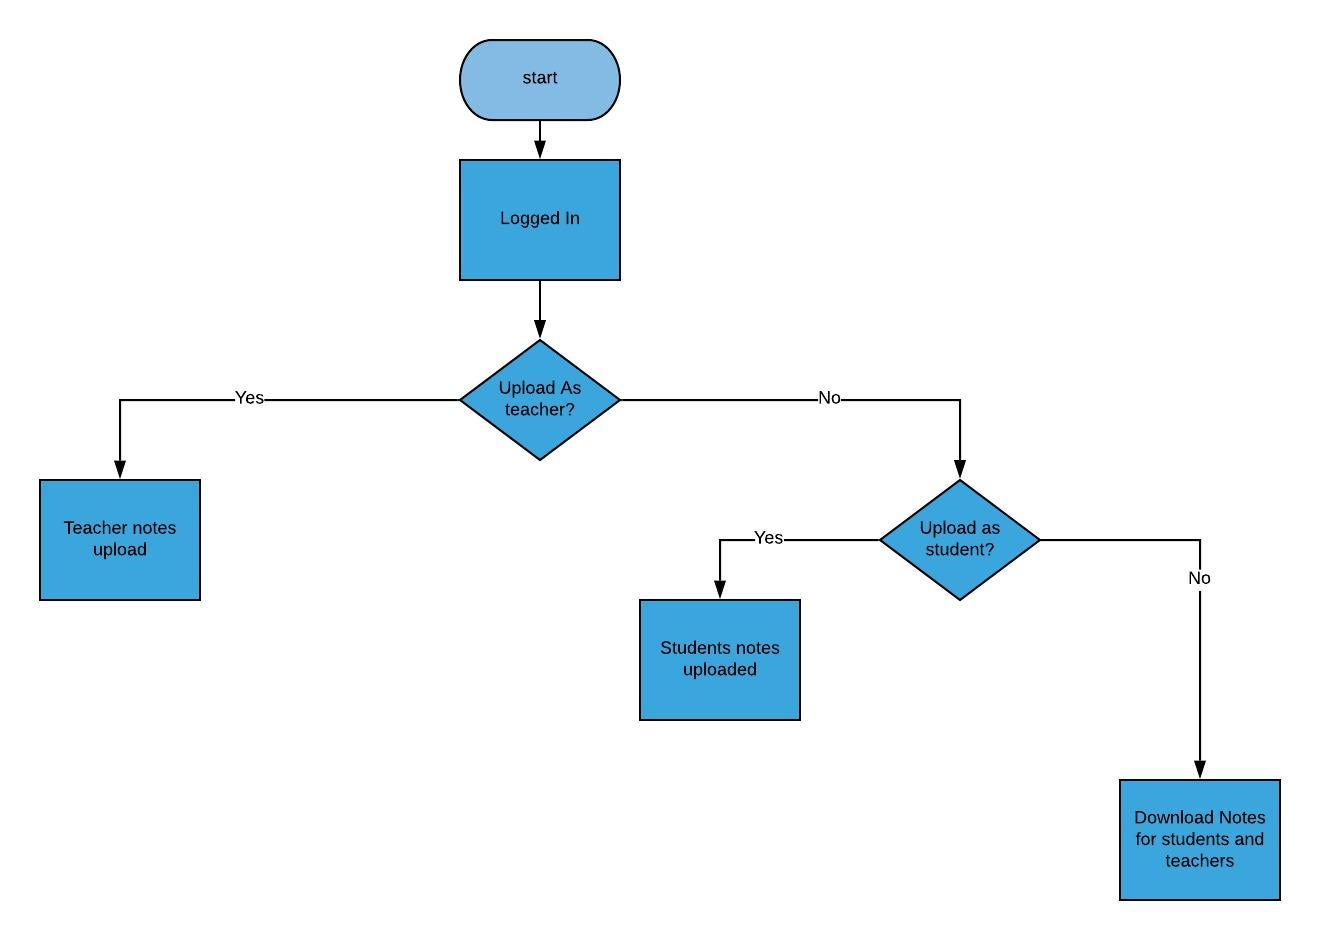 start
Logged In
Upload As
teacher?
Yes
No
Teacher notes
upload
Upload as
student?
Yes
No
Students notes
uploaded
Download Notes
for students and
teachers